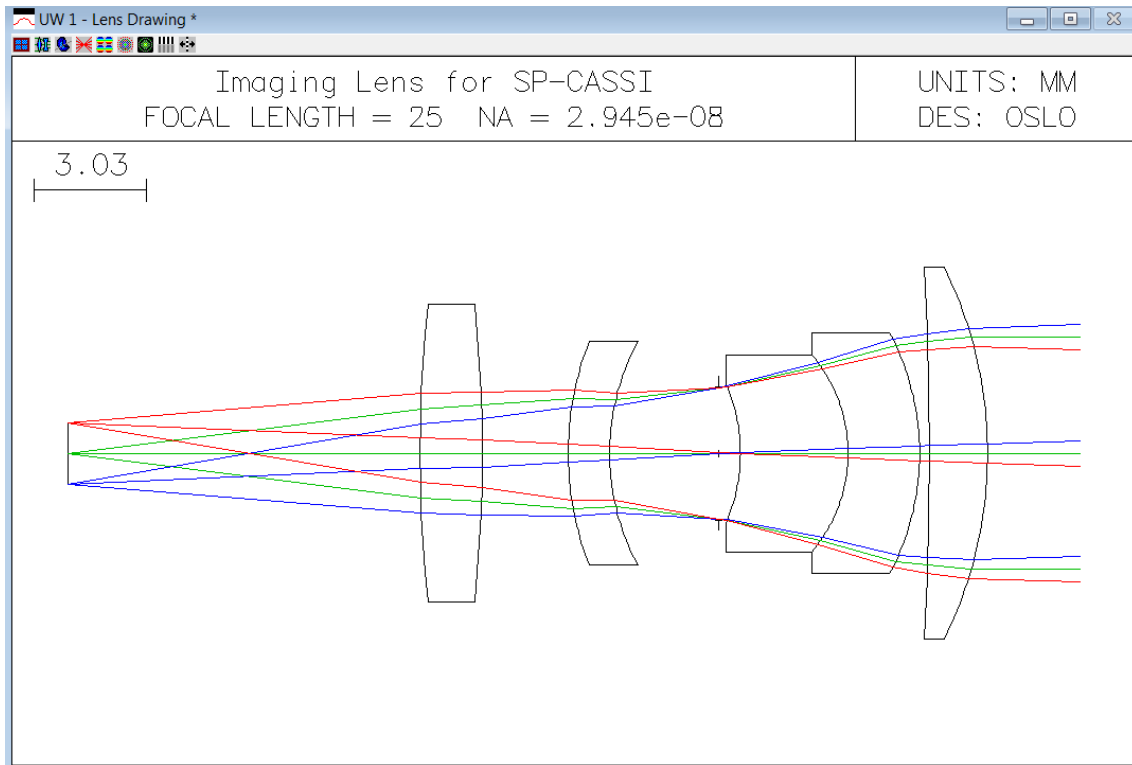 UW 1 - Lens Drawing *
Imaging Lens for SP-CASSI
FOCAL LENGTH = 25 NA = 2.945e-08
UNITS: MM
DES: OSLO
3.03